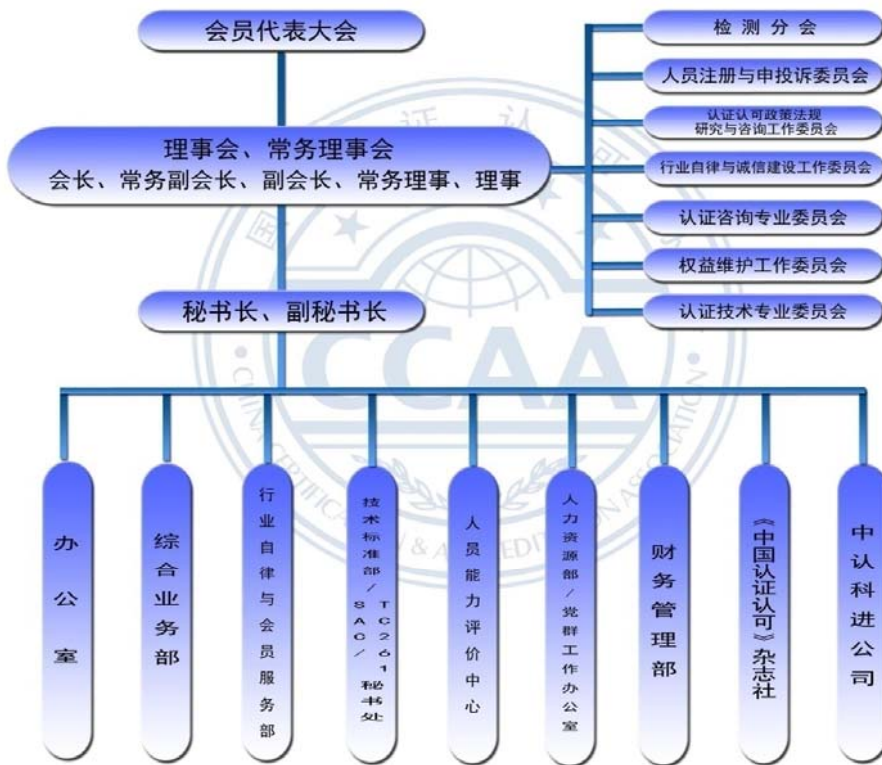 会员代表大会
理事会、常务理事会
会长、常务副会长、副会长、常务理事、理事
秘书长、副秘书长
检测分会
人员注册与申投诉委员会
认证认可政策法规
研究与咨询工作委员会
行业自律与诚信建设工作委员会
认证咨询专业委员会
权益维护工作委员会
认证技术专业委员会
办公室
综合业务部
行业自律与会员服务部
技术标准部/
SAC/TC261
秘书处
人员能力评价中心
人力资源部/党群工作办公室
财务管理部
《中国认证认可》杂志社
中认科进公司
CCAA